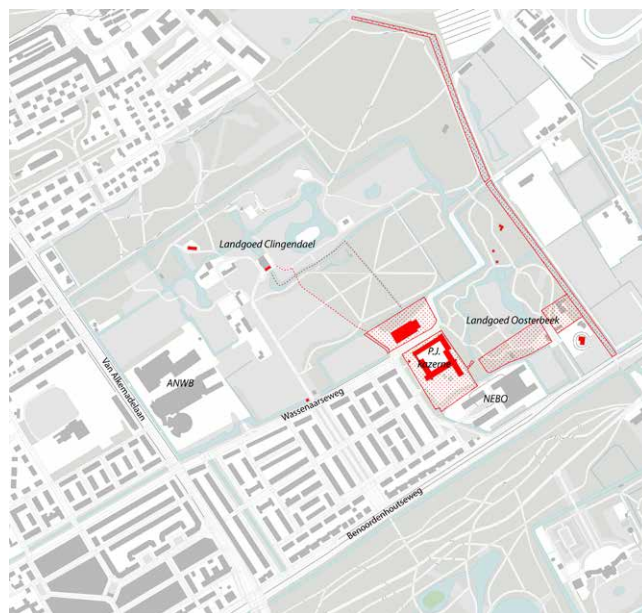 Landgoed Clingendael
Landgoed Oosterbeek
P.J.
Kazerne
ANWB
Van Alkemadelaan
Wassenaarseweg
NEBO
Benoordenhoutseweg